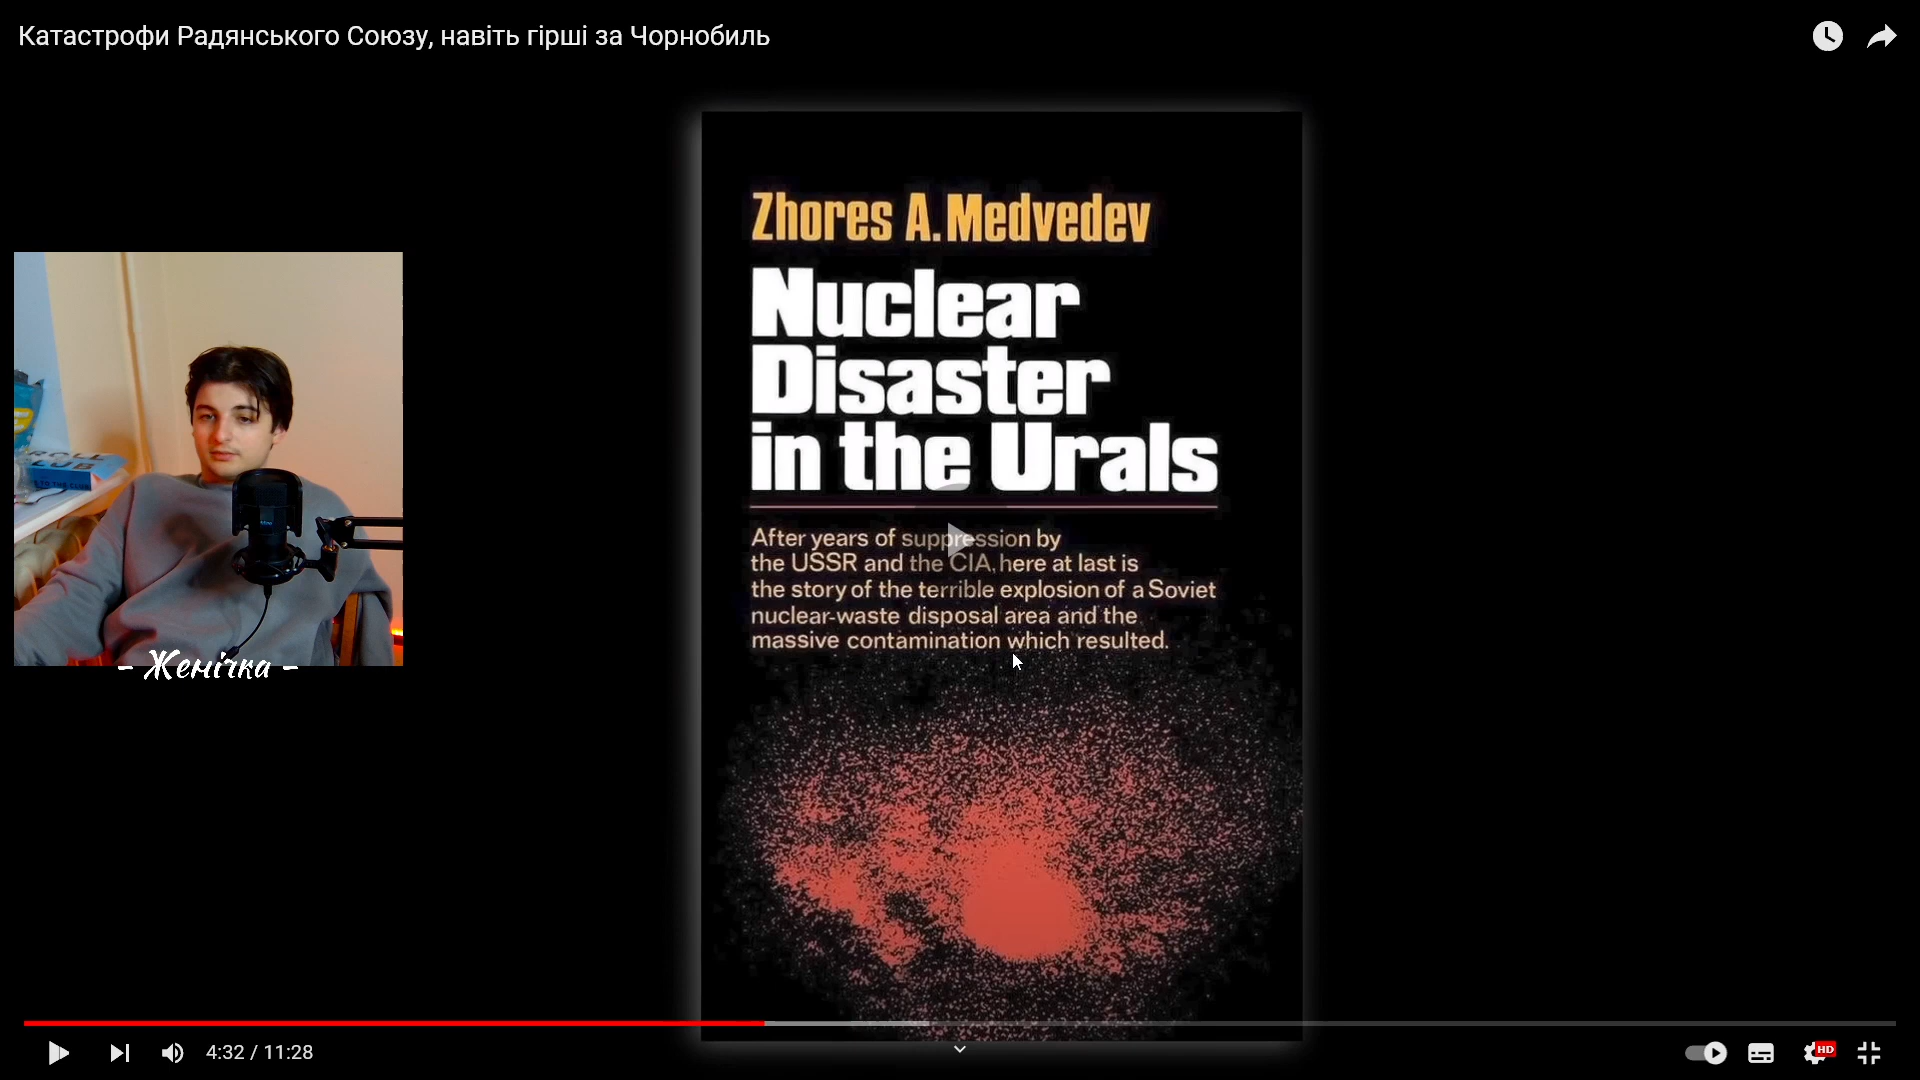 Катастрофи Радянського Союзу, навіть гірші за Чорнобиль
Zhores A. Medvedev
Nuclear
Disaster
in the Urals
After years of suppression by
the USSR and the CIA, here at last is
the story of the terrible explosion of a Soviet
nuclear-waste disposal area and the
massive contamination which resulted.
- Женічка -
4:32 / 11:28
HD